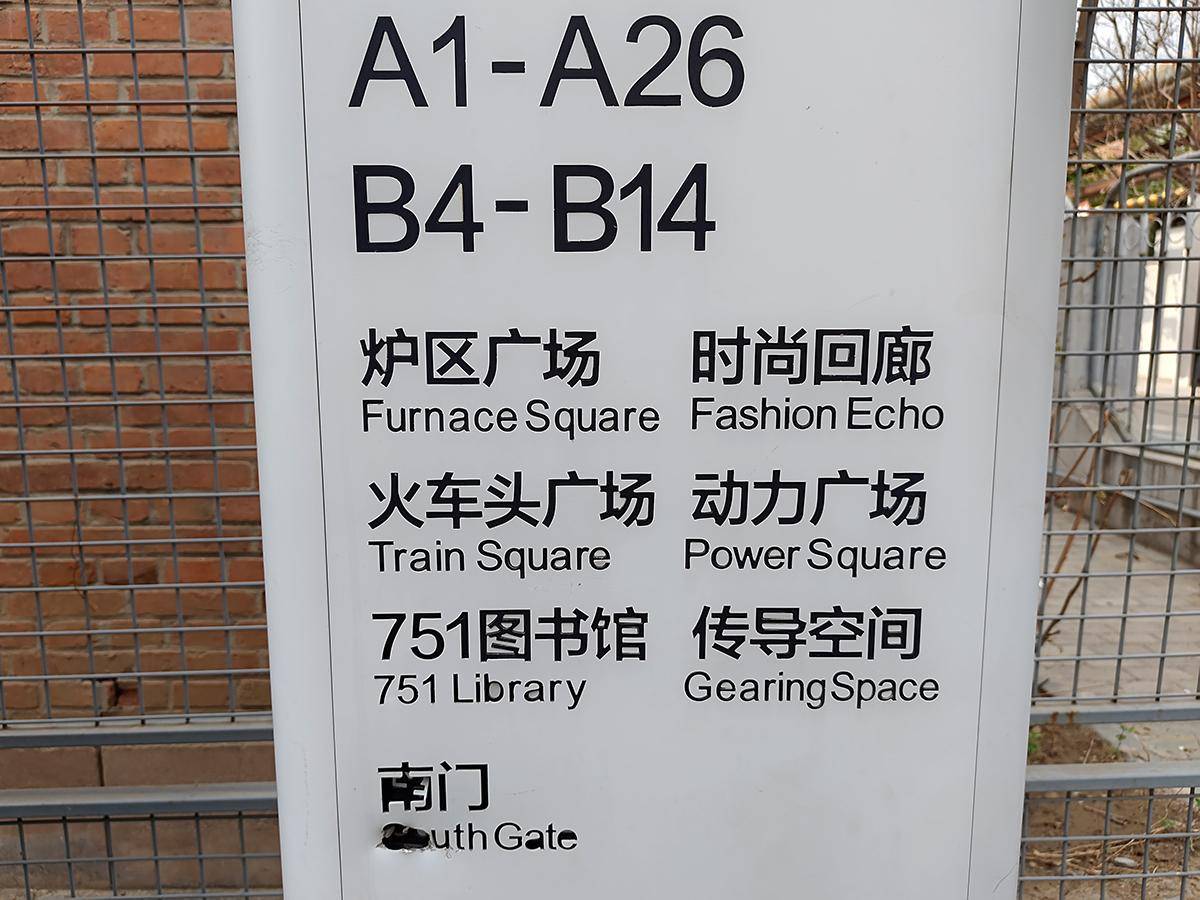 A1-A26
B4-B14
炉区广场 时尚回廊
Furnace Square Fashion Echo
火车头广场 动力广场
Train Square Power Square
751图书馆 传导空间
751 Library Gearing Space
南门
Gate